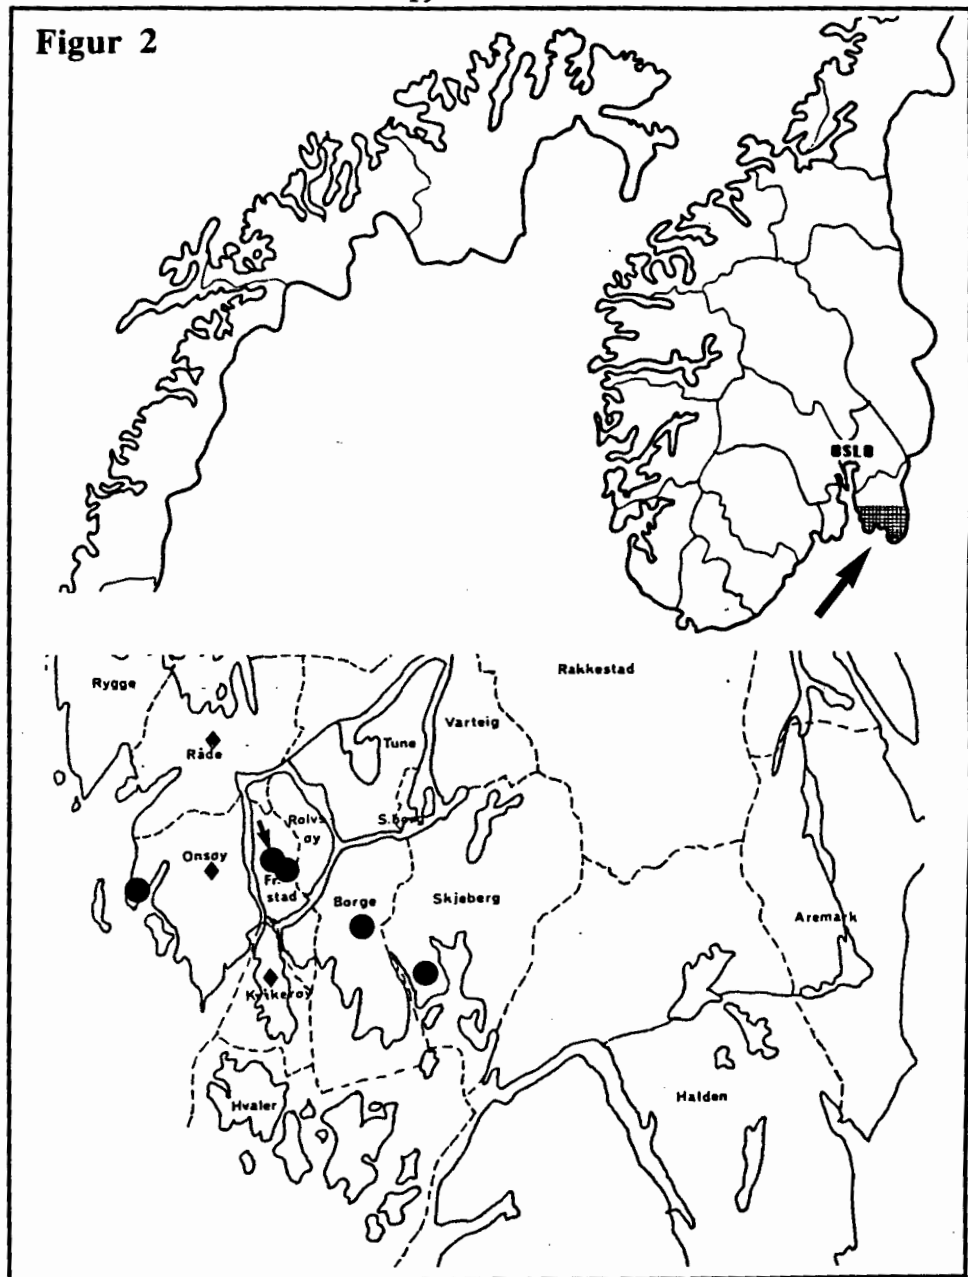 Figur 2
OSLO
Rygge
Råde
Tune
Varteig
Rakkestad
Rolvs
øy
S.borg
Onsøy
Fr.
stad
Borge
Skjeberg
Aremark
Kråkerøy
Hvaler
Halden